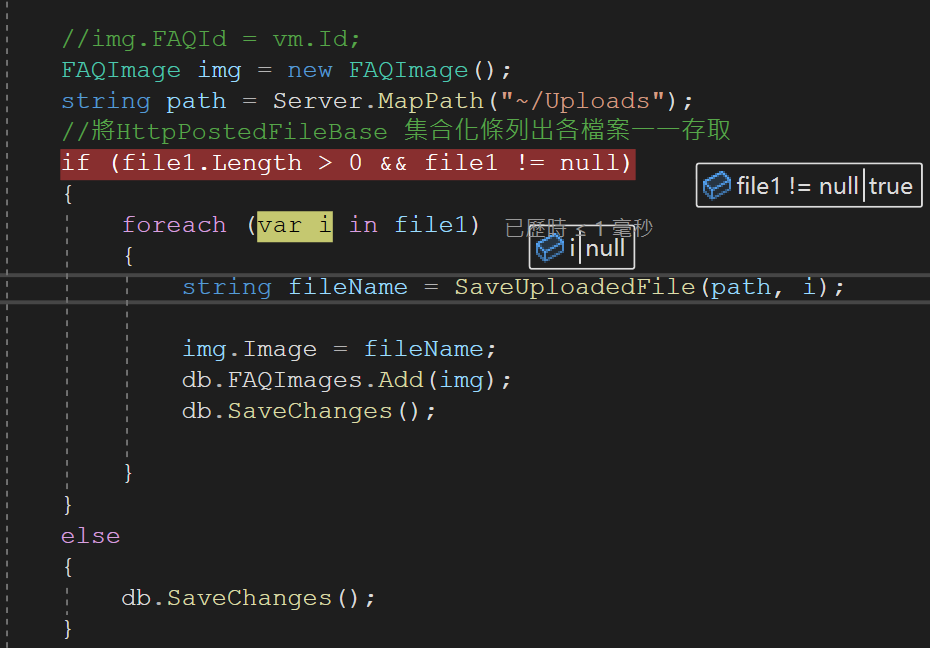 //img.FAQId = vm.Id;
FAQImage img = new FAQImage();
string path = Server.MapPath("~/Uploads");
//將HttpPostedFileBase 集合化條列出各檔案一一存取
if (file1.Length > 0 && file1 != null)
file1 != null true
{
foreach (var i in file1) 已歷時 ≤ 1 毫秒
i null
{
string fileName = SaveUploadedFile(path, i);
img.Image = fileName;
db.FAQImages.Add(img);
db.SaveChanges();
}
}
else
{
db.SaveChanges();
}